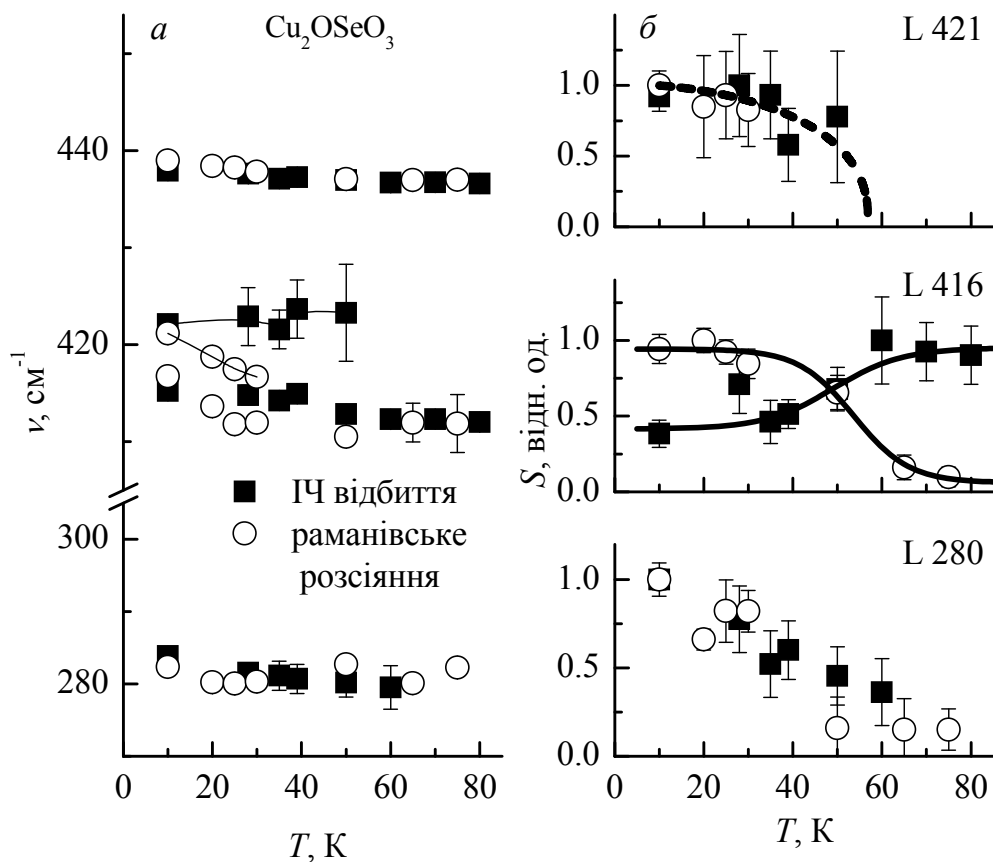 а Cu₂OSeO₃
440
420
ν, см⁻¹
300
280
■ ІЧ відбиття
○ раманівське
розсіяння
0 20 40 60 80
T, К
б L 421
1.0
0.5
0.0
L 416
1.0
0.5
0.0
S, відн. од.
L 280
1.0
0.5
0.0
0 20 40 60 80
T, К